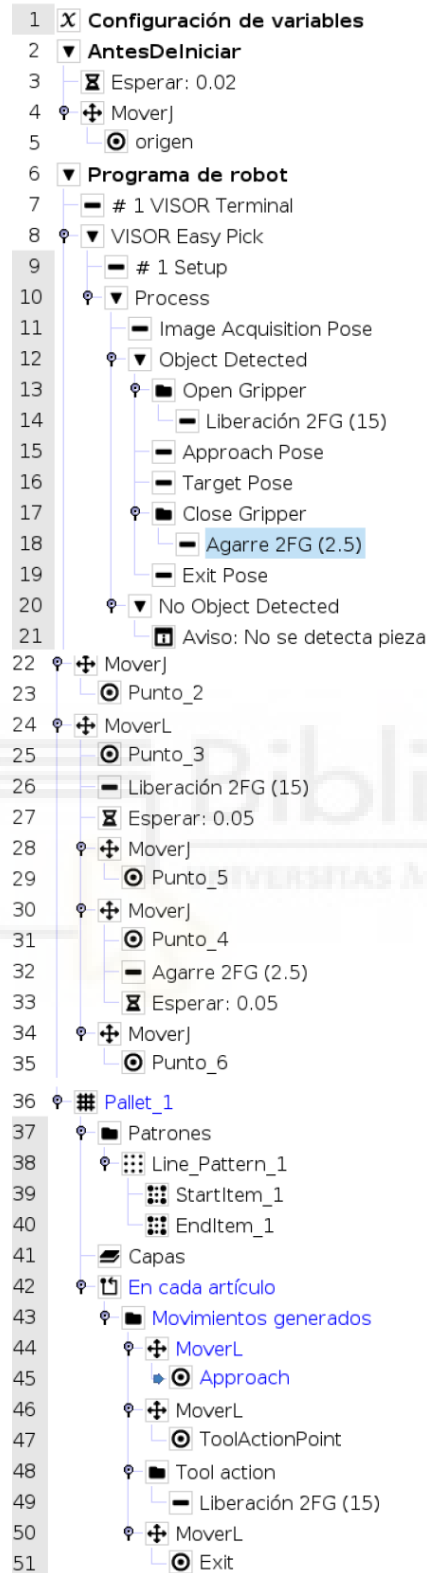 1 X Configuración de variables
2 AntesDeIniciar
3 Esperar: 0.02
4 MoverJ
5 origen
6 Programa de robot
7 # 1 VISOR Terminal
8 VISOR Easy Pick
9 # 1 Setup
10 Process
11 Image Acquisition Pose
12 Object Detected
13 Open Gripper
14 Liberación 2FG (15)
15 Approach Pose
16 Target Pose
17 Close Gripper
18 Agarre 2FG (2.5)
19 Exit Pose
20 No Object Detected
21 Aviso: No se detecta pieza
22 MoverJ
23 Punto_2
24 MoverL
25 Punto_3
26 Liberación 2FG (15)
27 Esperar: 0.05
28 MoverJ
29 Punto_5
30 MoverJ
31 Punto_4
32 Agarre 2FG (2.5)
33 Esperar: 0.05
34 MoverJ
35 Punto_6
36 Pallet_1
37 Patrones
38 Line_Pattern_1
39 StartItem_1
40 EndItem_1
41 Capas
42 En cada artículo
43 Movimientos generados
44 MoverL
45 Approach
46 MoverL
47 ToolActionPoint
48 Tool action
49 Liberación 2FG (15)
50 MoverL
51 Exit
Bibli
UNIVERSITAS M